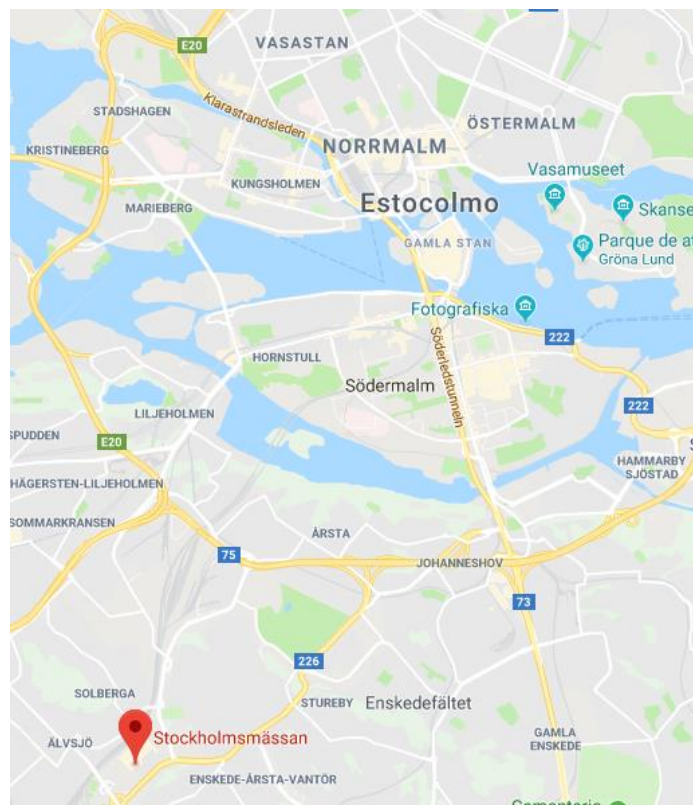 VASASTAN
E20
STADSHAGEN
Klarastrandsleden
ÖSTERMALM
NORRMALM
KRISTINEBERG
Vasamuseet
KUNGSHOLMEN
Estocolmo
MARIEBERG
Skanse
GAMLA STAN
Parque de at
Gröna Lund
Fotografiska
222
Söderledstunneln
HORNSTULL
Södermalm
222
LILJEHOLMEN
SPUDDEN
E20
HAMMARBY
SJÖSTAD
HÄGERSTEN-LILJEHOLMEN
SOMMARKRANSEN
ÅRSTA
75
JOHANNESHOV
73
226
SOLBERGA
STUREBY
Enskedefältet
Stockholmsmässan
ÄLVSJÖ
GAMLA
ENSKEDE
ENSKEDE-ÅRSTA-VANTÖR